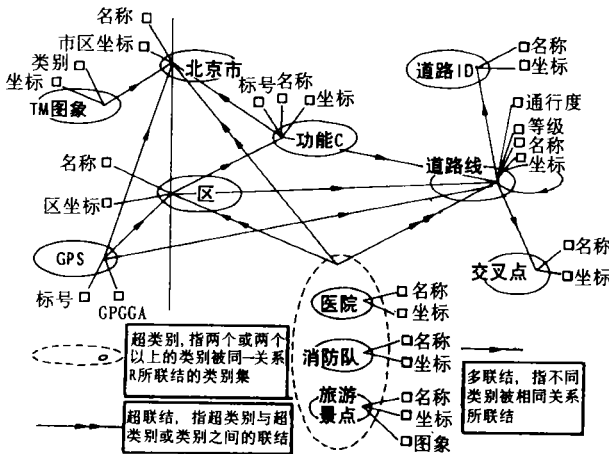 名称
市区坐标
类别
坐标
北京市
TM图象
标号
名称
坐标
功能C
道路ID
名称
坐标
通行度
等级
名称
坐标
道路线
名称
区坐标
区
GPS
标号
GPGGA
交叉点
名称
坐标
医院
名称
坐标
消防队
名称
坐标
旅游
景点
名称
坐标
图象
超类别,指两个或两个
以上的类别被同一关系
R所联结的类别集
超联结,指超类别与超
类别或类别之间的联结
多联结,指不同
类别被相同关系
所联结